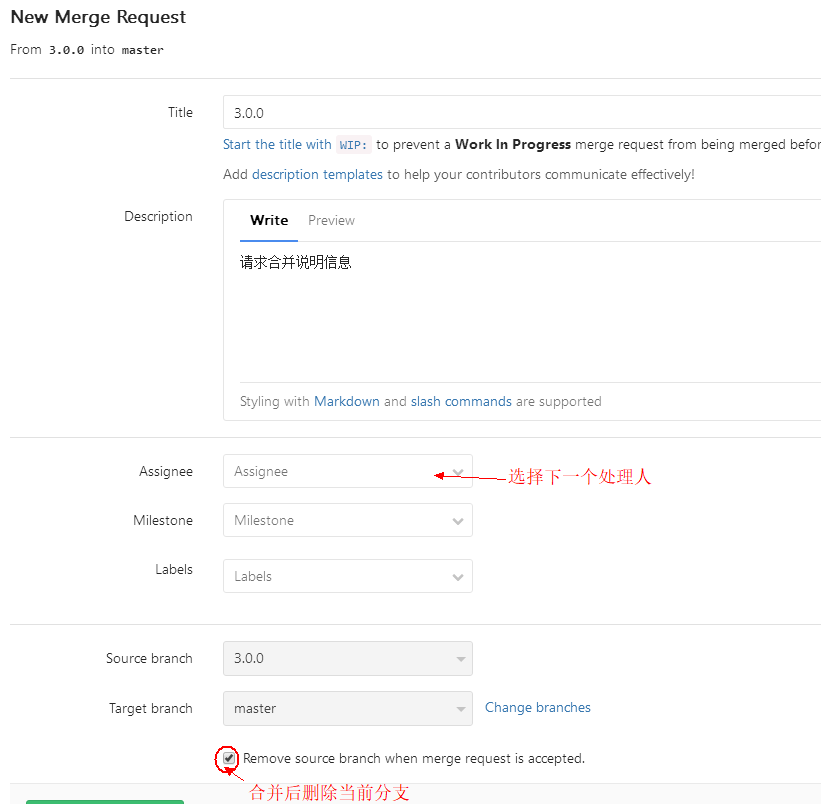 New Merge Request
From 3.0.0 into master
Title
3.0.0
Start the title with WIP: to prevent a Work In Progress merge request from being merged befor
Add description templates to help your contributors communicate effectively!
Description
Write Preview
请求合并说明信息
Styling with Markdown and slash commands are supported
Assignee
Assignee
选择下一个处理人
Milestone
Milestone
Labels
Labels
Source branch
3.0.0
Target branch
master
Change branches
Remove source branch when merge request is accepted.
合并后删除当前分支